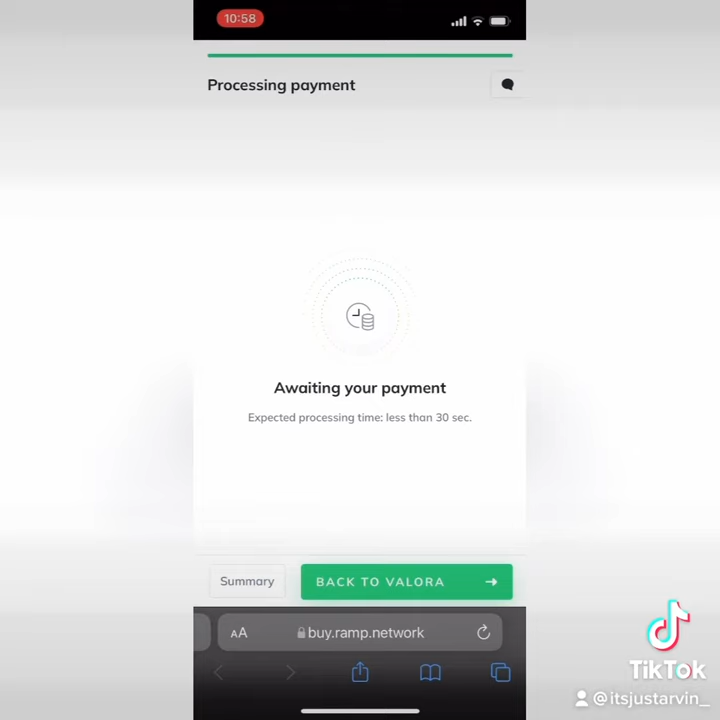 10:58
Processing payment
Awaiting your payment
Expected processing time: less than 30 sec.
Summary
BACK TO VALORA
AA
buy.ramp.network
TikTok
@itsjustarvin_